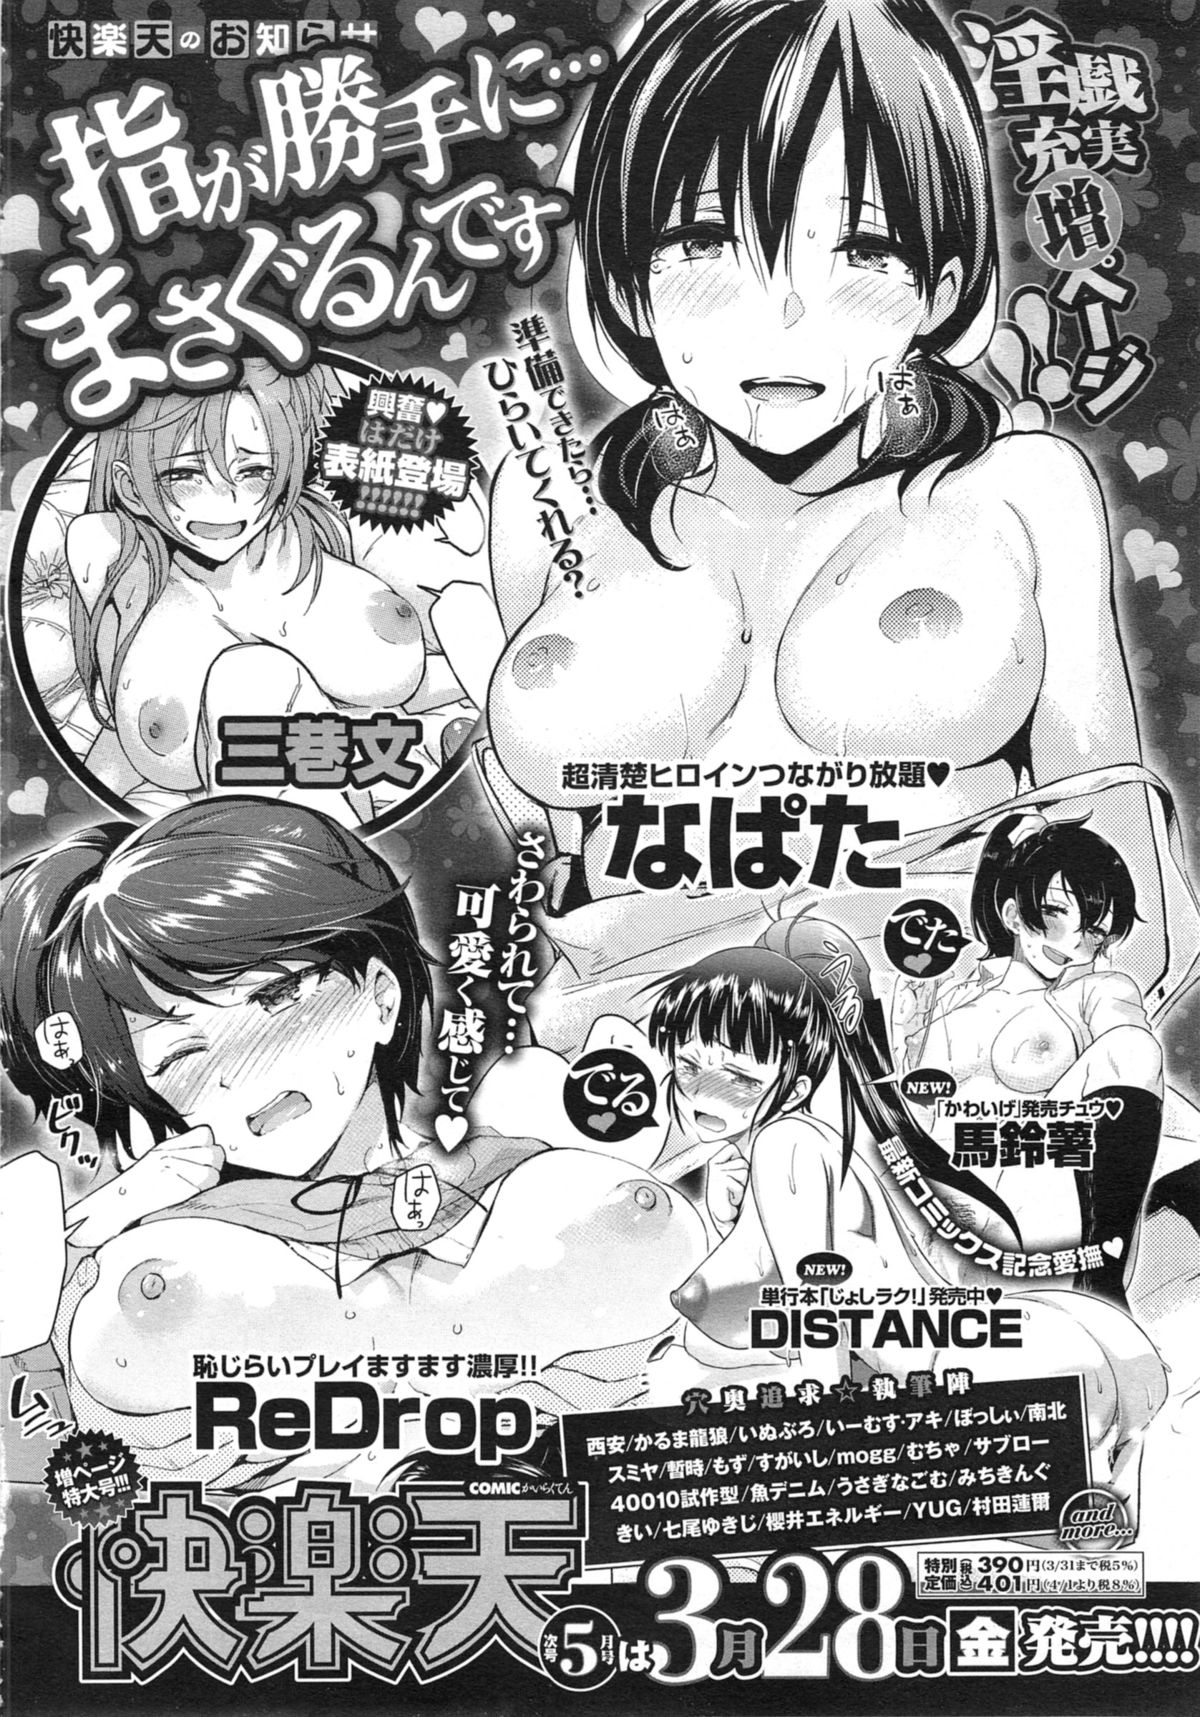 快楽天のお知らせ
指が勝手に…
まさぐるんです
淫戯
充実
増ページ
!!
準備できたら…
ひらいてくれる?
はぁ
はぁ
興奮♥
はだけ
表紙登場
!!!!!!!
三巷文
超清楚ヒロインつながり放題♥
なぱた
さわられて…
可愛く感じて♥
はぁっ
ビクッ
はぁっ
でた♥
でる♥
NEW!
「かわいげ」発売チュウ♥
馬鈴薯
最新コミックス記念愛撫♥
NEW!
単行本「じょしラク!」発売中♥
DISTANCE
恥じらいプレイますます濃厚!!
ReDrop
穴奥追求☆執筆陣
西安/かるま龍狼/いぬぶろ/いーむす・アキ/ぽっしぃ/南北
スミヤ/暫時/もず/すがいし/mogg/むちゃ/サブロー
40010試作型/魚デニム/うさぎなごむ/みちきんぐ
きい/七尾ゆきじ/櫻井エネルギー/YUG/村田蓮爾
and more...
増ページ
特大号!!!
COMICかいらくてん
快楽天
特別定価(税込) 390円(3/31まで税5%)
401円(4/1より税8%)
次号5月号は3月28日金発売!!!!